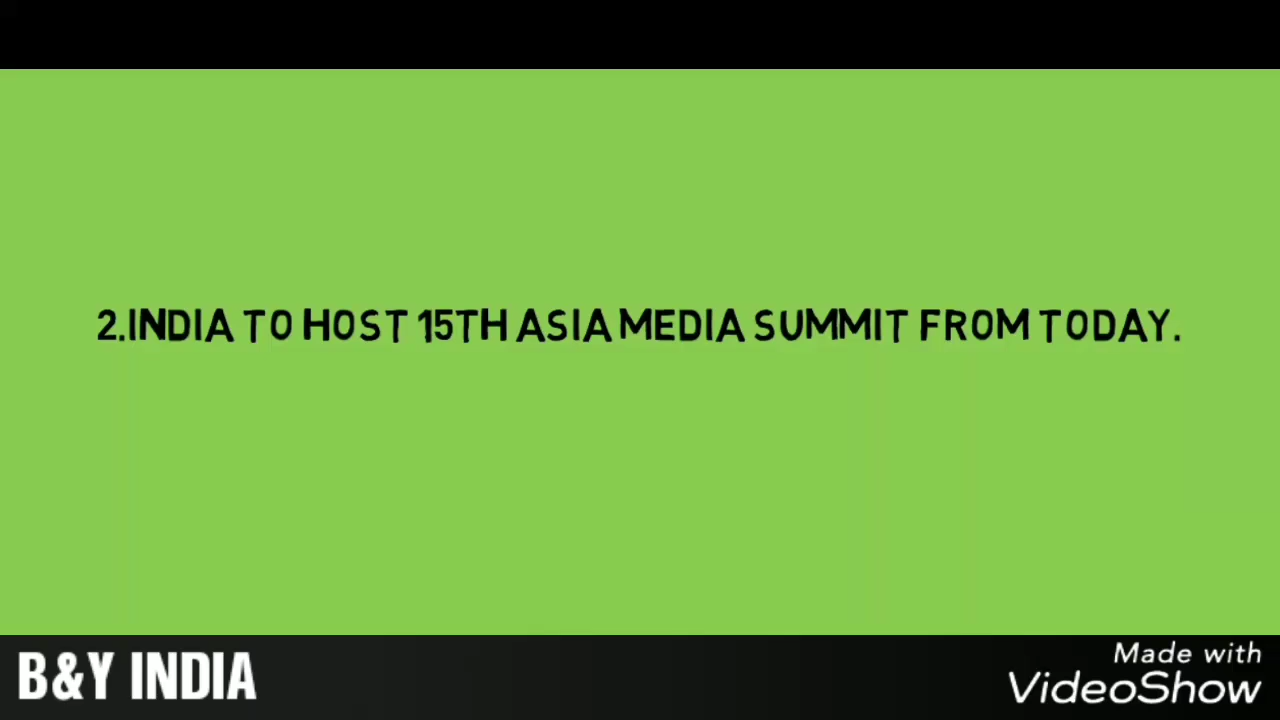 2.INDIA TO HOST 15TH ASIA MEDIA SUMMIT FROM TODAY.
B&Y INDIA
Made with
VideoShow